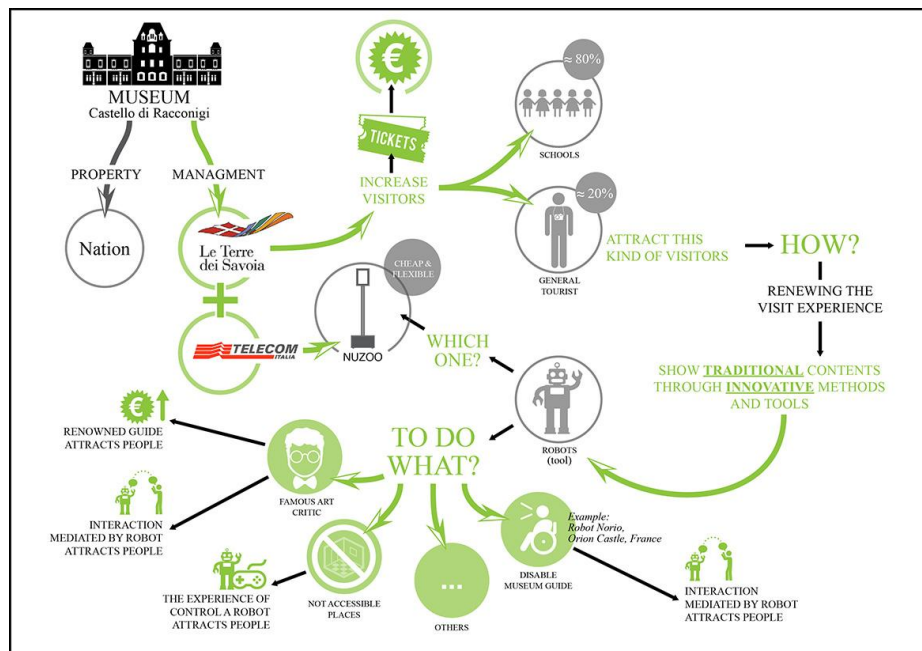 MUSEUM
Castello di Racconigi
PROPERTY
MANAGMENT
Nation
Le Terre
dei Savoia
TELECOM
ITALIA
€
TICKETS
INCREASE
VISITORS
≈ 80%
SCHOOLS
≈ 20%
GENERAL
TOURIST
ATTRACT THIS
KIND OF VISITORS
HOW?
RENEWING THE
VISIT EXPERIENCE
SHOW TRADITIONAL CONTENTS
THROUGH INNOVATIVE METHODS
AND TOOLS
ROBOTS
(tool)
WHICH
ONE?
CHEAP &
FLEXIBLE
NUZOO
TO DO
WHAT?
FAMOUS ART
CRITIC
€
RENOWNED GUIDE
ATTRACTS PEOPLE
INTERACTION
MEDIATED BY ROBOT
ATTRACTS PEOPLE
NOT ACCESSIBLE
PLACES
THE EXPERIENCE OF
CONTROL A ROBOT
ATTRACTS PEOPLE
...
OTHERS
DISABLE
MUSEUM GUIDE
Example:
Robot Norio,
Orion Castle, France
INTERACTION
MEDIATED BY ROBOT
ATTRACTS PEOPLE